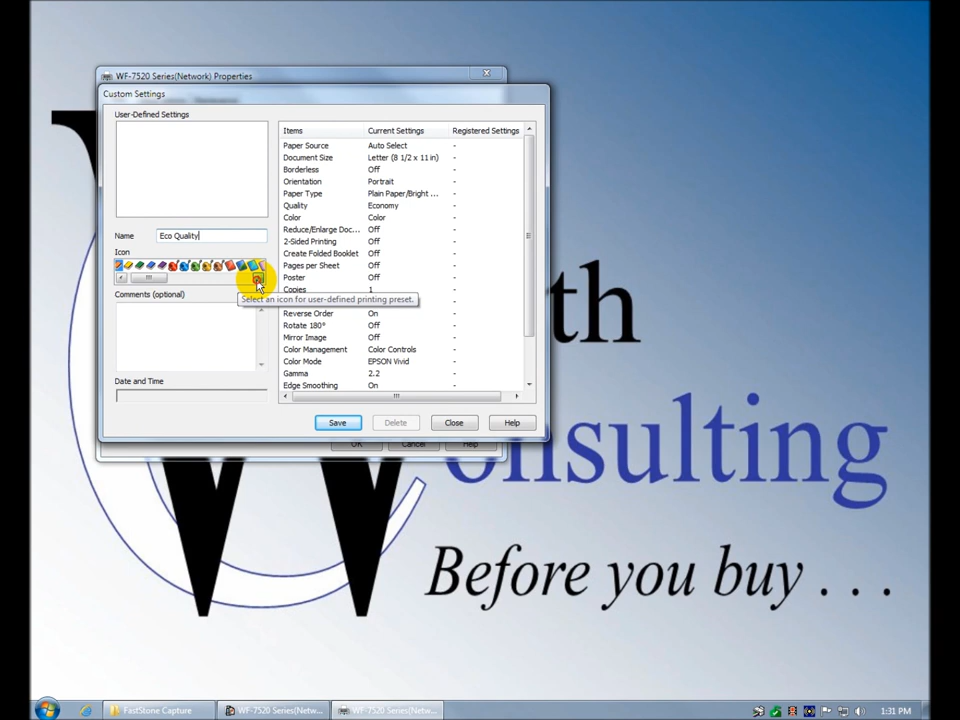 WF-7520 Series(Network) Properties
Custom Settings
User-Defined Settings
Name
Eco Quality
Icon
Select an icon for user-defined printing preset.
Comments (optional)
Date and Time
Items Current Settings Registered Settings
Paper Source Auto Select -
Document Size Letter (8 1/2 x 11 in) -
Borderless Off -
Orientation Portrait -
Paper Type Plain Paper/Bright ... -
Quality Economy -
Color Color -
Reduce/Enlarge Doc... Off -
2-Sided Printing Off -
Create Folded Booklet Off -
Pages per Sheet Off -
Poster Off -
Copies 1 -
Reverse Order On -
Rotate 180° Off -
Mirror Image Off -
Color Management Color Controls -
Color Mode EPSON Vivid -
Gamma 2.2 -
Edge Smoothing On -
Save Delete Close Help
OK Cancel Help
th
onsulting
Before you buy . . .
FastStone Capture
WF-7520 Series(Netw...
WF-7520 Series(Netw...
1:31 PM